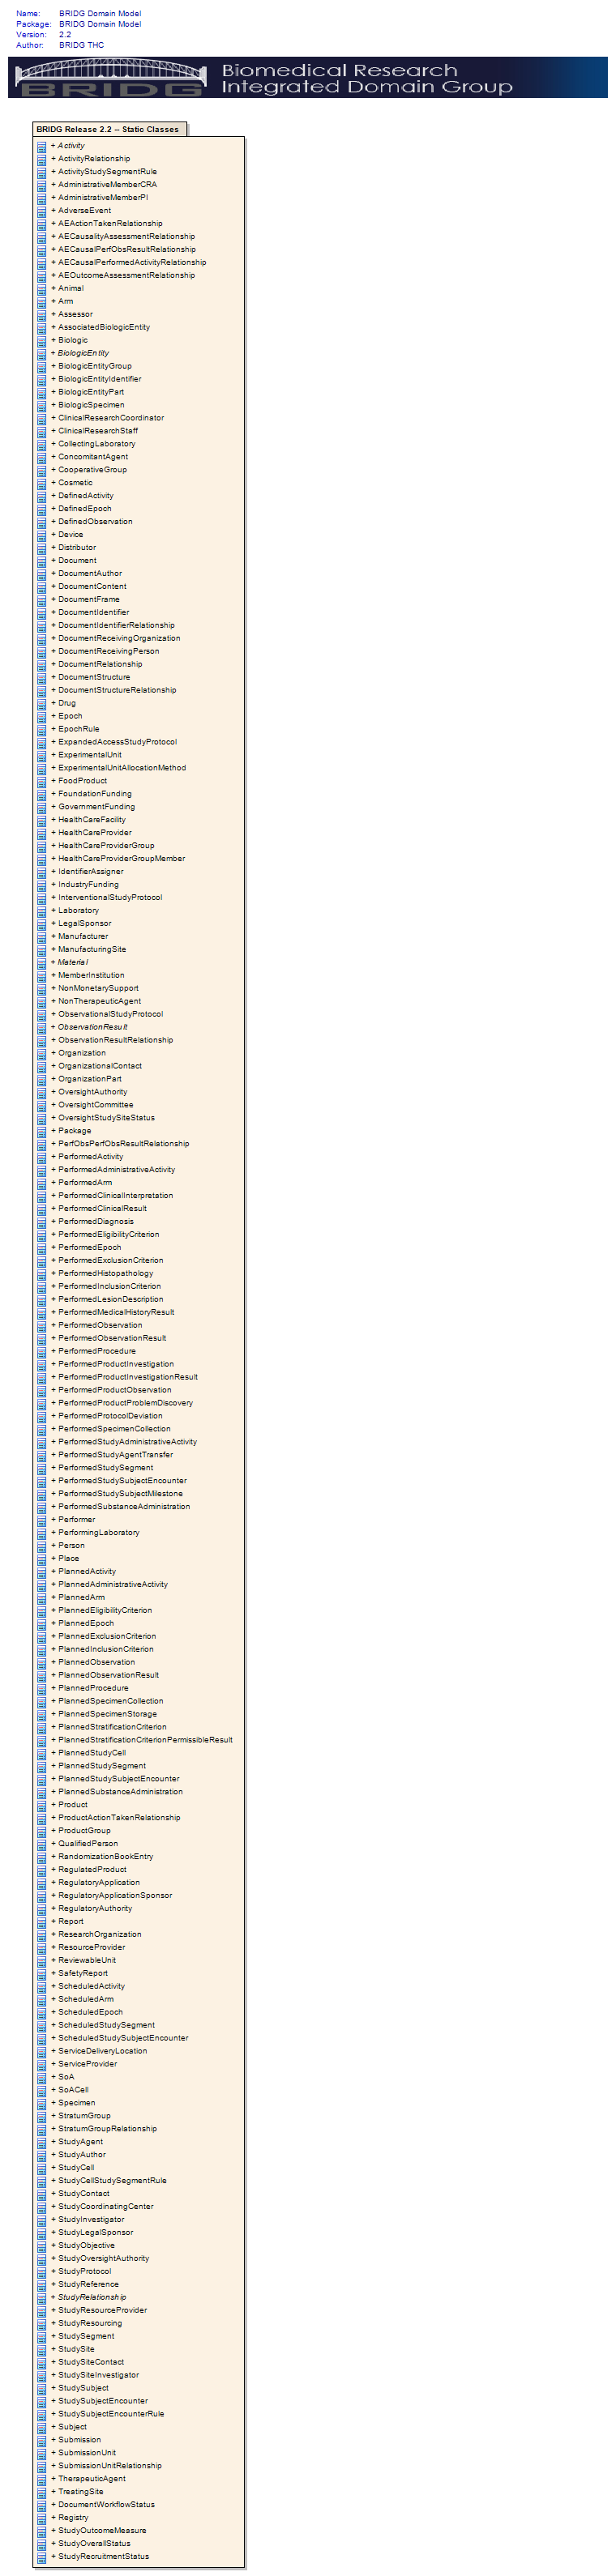 Name: BRIDG Domain Model
Package: BRIDG Domain Model
Version: 2.2
Author: BRIDG THC
BRIDG
Biomedical Research
Integrated Domain Group
BRIDG Release 2.2 -- Static Classes
+ Activity
+ ActivityRelationship
+ ActivityStudySegmentRule
+ AdministrativeMemberCRA
+ AdministrativeMemberPI
+ AdverseEvent
+ AEActionTakenRelationship
+ AECausalityAssessmentRelationship
+ AECausalPerfObsResultRelationship
+ AECausalPerformedActivityRelationship
+ AEOutcomeAssessmentRelationship
+ Animal
+ Arm
+ Assessor
+ AssociatedBiologicEntity
+ Biologic
+ BiologicEntity
+ BiologicEntityGroup
+ BiologicEntityIdentifier
+ BiologicEntityPart
+ BiologicSpecimen
+ ClinicalResearchCoordinator
+ ClinicalResearchStaff
+ CollectingLaboratory
+ ConcomitantAgent
+ CooperativeGroup
+ Cosmetic
+ DefinedActivity
+ DefinedEpoch
+ DefinedObservation
+ Device
+ Distributor
+ Document
+ DocumentAuthor
+ DocumentContent
+ DocumentFrame
+ DocumentIdentifier
+ DocumentIdentifierRelationship
+ DocumentReceivingOrganization
+ DocumentReceivingPerson
+ DocumentRelationship
+ DocumentStructure
+ DocumentStructureRelationship
+ Drug
+ Epoch
+ EpochRule
+ ExpandedAccessStudyProtocol
+ ExperimentalUnit
+ ExperimentalUnitAllocationMethod
+ FoodProduct
+ FoundationFunding
+ GovernmentFunding
+ HealthCareFacility
+ HealthCareProvider
+ HealthCareProviderGroup
+ HealthCareProviderGroupMember
+ IdentifierAssigner
+ IndustryFunding
+ InterventionalStudyProtocol
+ Laboratory
+ LegalSponsor
+ Manufacturer
+ ManufacturingSite
+ Material
+ MemberInstitution
+ NonMonetarySupport
+ NonTherapeuticAgent
+ ObservationalStudyProtocol
+ ObservationResult
+ ObservationResultRelationship
+ Organization
+ OrganizationalContact
+ OrganizationPart
+ OversightAuthority
+ OversightCommittee
+ OversightStudySiteStatus
+ Package
+ PerfObsPerfObsResultRelationship
+ PerformedActivity
+ PerformedAdministrativeActivity
+ PerformedArm
+ PerformedClinicalInterpretation
+ PerformedClinicalResult
+ PerformedDiagnosis
+ PerformedEligibilityCriterion
+ PerformedEpoch
+ PerformedExclusionCriterion
+ PerformedHistopathology
+ PerformedInclusionCriterion
+ PerformedLesionDescription
+ PerformedMedicalHistoryResult
+ PerformedObservation
+ PerformedObservationResult
+ PerformedProcedure
+ PerformedProductInvestigation
+ PerformedProductInvestigationResult
+ PerformedProductObservation
+ PerformedProductProblemDiscovery
+ PerformedProtocolDeviation
+ PerformedSpecimenCollection
+ PerformedStudyAdministrativeActivity
+ PerformedStudyAgentTransfer
+ PerformedStudySegment
+ PerformedStudySubjectEncounter
+ PerformedStudySubjectMilestone
+ PerformedSubstanceAdministration
+ Performer
+ PerformingLaboratory
+ Person
+ Place
+ PlannedActivity
+ PlannedAdministrativeActivity
+ PlannedArm
+ PlannedEligibilityCriterion
+ PlannedEpoch
+ PlannedExclusionCriterion
+ PlannedInclusionCriterion
+ PlannedObservation
+ PlannedObservationResult
+ PlannedProcedure
+ PlannedSpecimenCollection
+ PlannedSpecimenStorage
+ PlannedStratificationCriterion
+ PlannedStratificationCriterionPermissibleResult
+ PlannedStudyCell
+ PlannedStudySegment
+ PlannedStudySubjectEncounter
+ PlannedSubstanceAdministration
+ Product
+ ProductActionTakenRelationship
+ ProductGroup
+ QualifiedPerson
+ RandomizationBookEntry
+ RegulatedProduct
+ RegulatoryApplication
+ RegulatoryApplicationSponsor
+ RegulatoryAuthority
+ Report
+ ResearchOrganization
+ ResourceProvider
+ ReviewableUnit
+ SafetyReport
+ ScheduledActivity
+ ScheduledArm
+ ScheduledEpoch
+ ScheduledStudySegment
+ ScheduledStudySubjectEncounter
+ ServiceDeliveryLocation
+ ServiceProvider
+ SoA
+ SoACell
+ Specimen
+ StratumGroup
+ StratumGroupRelationship
+ StudyAgent
+ StudyAuthor
+ StudyCell
+ StudyCellStudySegmentRule
+ StudyContact
+ StudyCoordinatingCenter
+ StudyInvestigator
+ StudyLegalSponsor
+ StudyObjective
+ StudyOversightAuthority
+ StudyProtocol
+ StudyReference
+ StudyRelationship
+ StudyResourceProvider
+ StudyResourcing
+ StudySegment
+ StudySite
+ StudySiteContact
+ StudySiteInvestigator
+ StudySubject
+ StudySubjectEncounter
+ StudySubjectEncounterRule
+ Subject
+ Submission
+ SubmissionUnit
+ SubmissionUnitRelationship
+ TherapeuticAgent
+ TreatingSite
+ DocumentWorkflowStatus
+ Registry
+ StudyOutcomeMeasure
+ StudyOverallStatus
+ StudyRecruitmentStatus